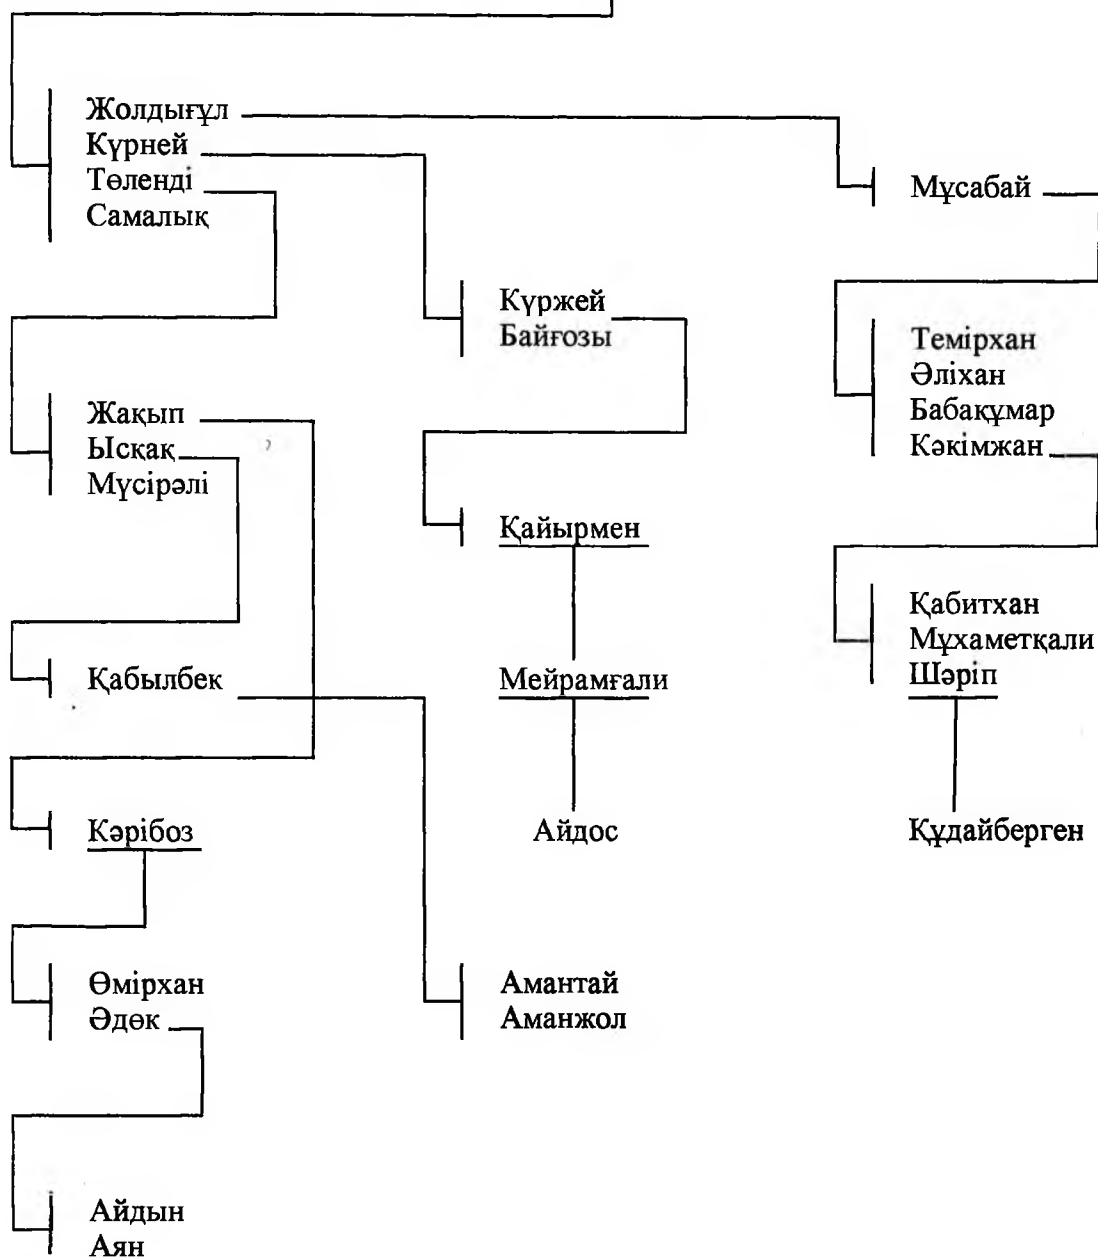 Жолдығұл
Күрней
Төленді
Самалық
Мұсабай
Күржей
Байғозы
Темірхан
Әліхан
Бабақұмар
Кәкімжан
Жақып
Ысқақ
Мүсірәлі
Қайырмен
Қабитхан
Мұхаметқали
Шәріп
Қабылбек
Мейрамғали
Кәрібоз
Айдос
Құдайберген
Өмірхан
Әдөк
Амантай
Аманжол
Айдын
Аян